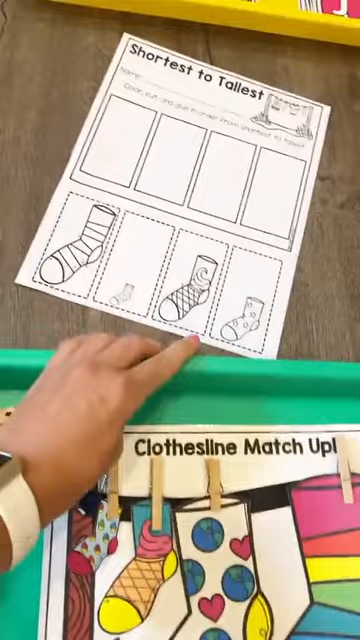 Shortest to Tallest
Name:
Color, cut, and glue in order from shortest to tallest.
Clothesline Match Up!